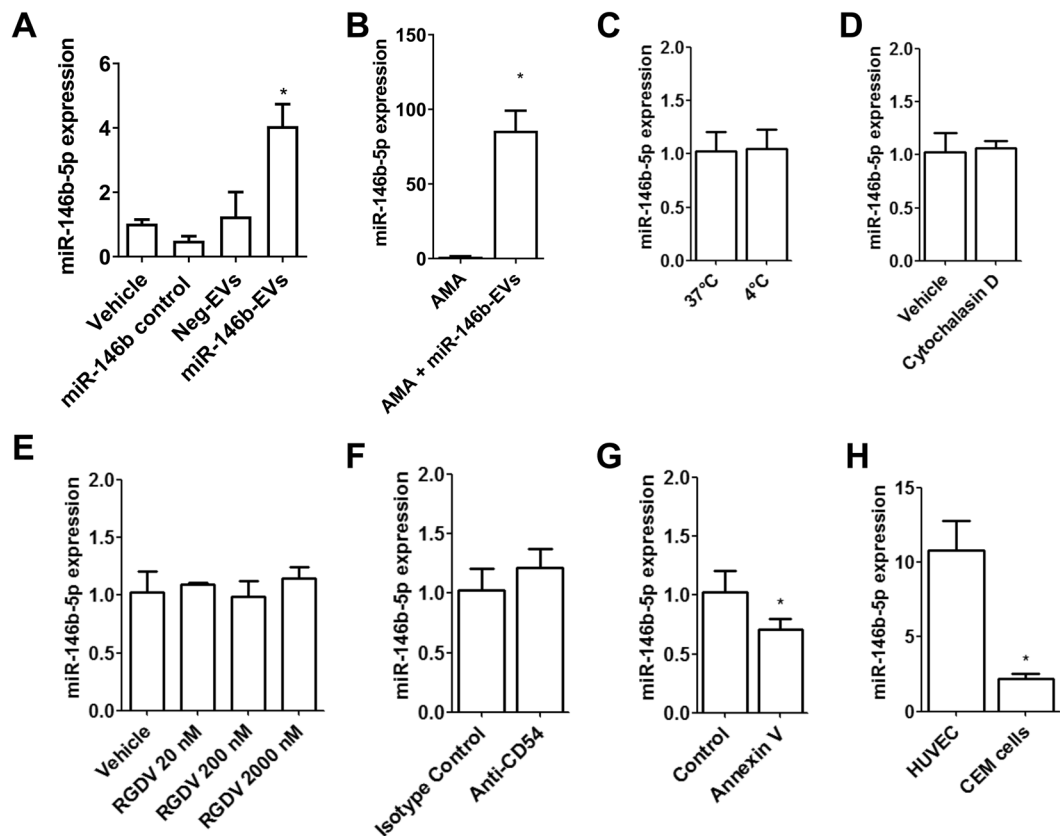 A
miR-146b-5p expression
6
4
2
0
*
Vehicle
miR-146b control
Neg-EVs
miR-146b-EVs
B
miR-146b-5p expression
150
100
50
0
*
AMA
AMA + miR-146b-EVs
C
miR-146b-5p expression
2.0
1.5
1.0
0.5
0.0
37°C
4°C
D
miR-146b-5p expression
2.0
1.5
1.0
0.5
0.0
Vehicle
Cytochalasin D
E
miR-146b-5p expression
2.0
1.5
1.0
0.5
0.0
Vehicle
RGDV 20 nM
RGDV 200 nM
RGDV 2000 nM
F
miR-146b-5p expression
2.0
1.5
1.0
0.5
0.0
Isotype Control
Anti-CD54
G
miR-146b-5p expression
2.0
1.5
1.0
0.5
0.0
*
Control
Annexin V
H
miR-146b-5p expression
15
10
5
0
*
HUVEC
CEM cells